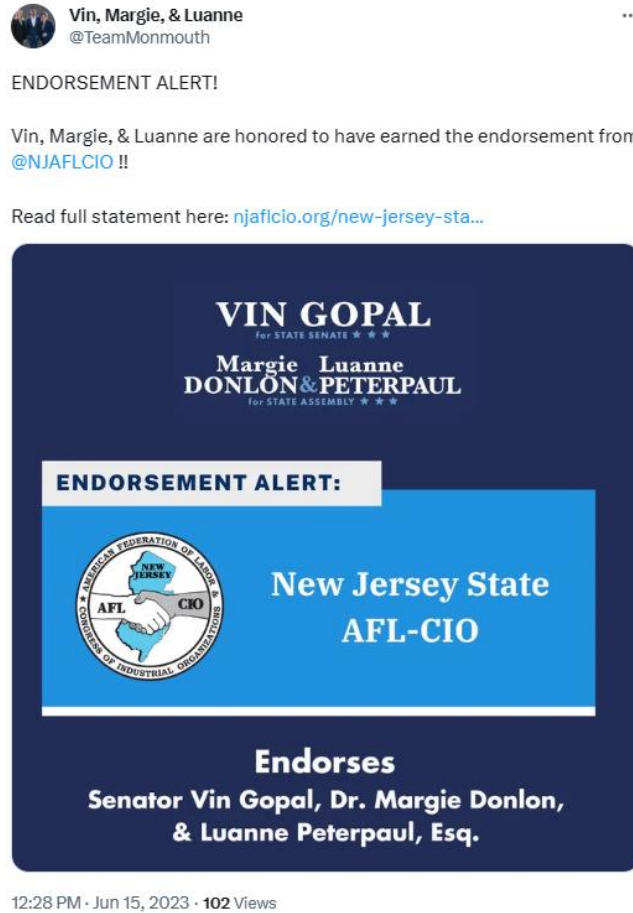 Vin, Margie, & Luanne
@TeamMonmouth
ENDORSEMENT ALERT!
Vin, Margie, & Luanne are honored to have earned the endorsement from
@NJAFLCIO !!
Read full statement here: njaflcio.org/new-jersey-sta...
VIN GOPAL
for STATE SENATE ★ ★ ★
Margie Luanne
DONLON & PETERPAUL
for STATE ASSEMBLY ★ ★ ★
ENDORSEMENT ALERT:
★ AMERICAN FEDERATION OF LABOR &
CONGRESS OF INDUSTRIAL ORGANIZATIONS
NEW
JERSEY
AFL CIO
New Jersey State
AFL-CIO
Endorses
Senator Vin Gopal, Dr. Margie Donlon,
& Luanne Peterpaul, Esq.
12:28 PM · Jun 15, 2023 · 102 Views